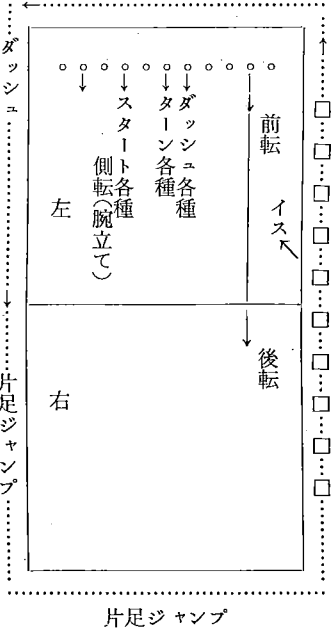 ダッシュ
前転
イス
ダッシュ各種
ターン各種
スタート各種
側転(腕立て)
左
後転
右
片足ジャンプ
片足ジャンプ